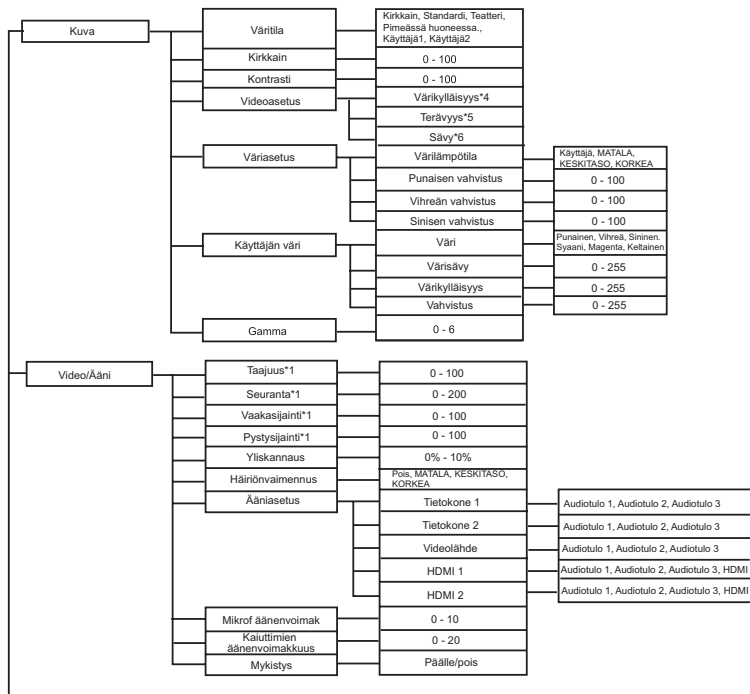 Kuva
Väritila
Kirkkain, Standardi, Teatteri,
Pimeässä huoneessa.,
Käyttäjä1, Käyttäjä2
Kirkkain
0 - 100
Kontrasti
0 - 100
Videoasetus
Värikylläisyys*4
Terävyys*5
Sävy*6
Väriasetus
Värilämpötila
Käyttäjä, MATALA,
KESKITASO, KORKEA
Punaisen vahvistus
0 - 100
Vihreän vahvistus
0 - 100
Sinisen vahvistus
0 - 100
Käyttäjän väri
Väri
Punainen, Vihreä, Sininen.
Syaani, Magenta, Keltainen
Värisävy
0 - 255
Värikylläisyys
0 - 255
Vahvistus
0 - 255
Gamma
0 - 6
Video/Ääni
Taajuus*1
0 - 100
Seuranta*1
0 - 200
Vaakasijainti*1
0 - 100
Pystysijainti*1
0 - 100
Yliskannaus
0% - 10%
Häiriönvaimennus
Pois, MATALA, KESKITASO,
KORKEA
Ääniasetus
Tietokone 1
Audiotulo 1, Audiotulo 2, Audiotulo 3
Tietokone 2
Audiotulo 1, Audiotulo 2, Audiotulo 3
Videolähde
Audiotulo 1, Audiotulo 2, Audiotulo 3
HDMI 1
Audiotulo 1, Audiotulo 2, Audiotulo 3, HDMI
HDMI 2
Audiotulo 1, Audiotulo 2, Audiotulo 3, HDMI
Mikrof äänenvoimak
0 - 10
Kaiuttimien
äänenvoimakkuus
0 - 20
Mykistys
Päälle/pois